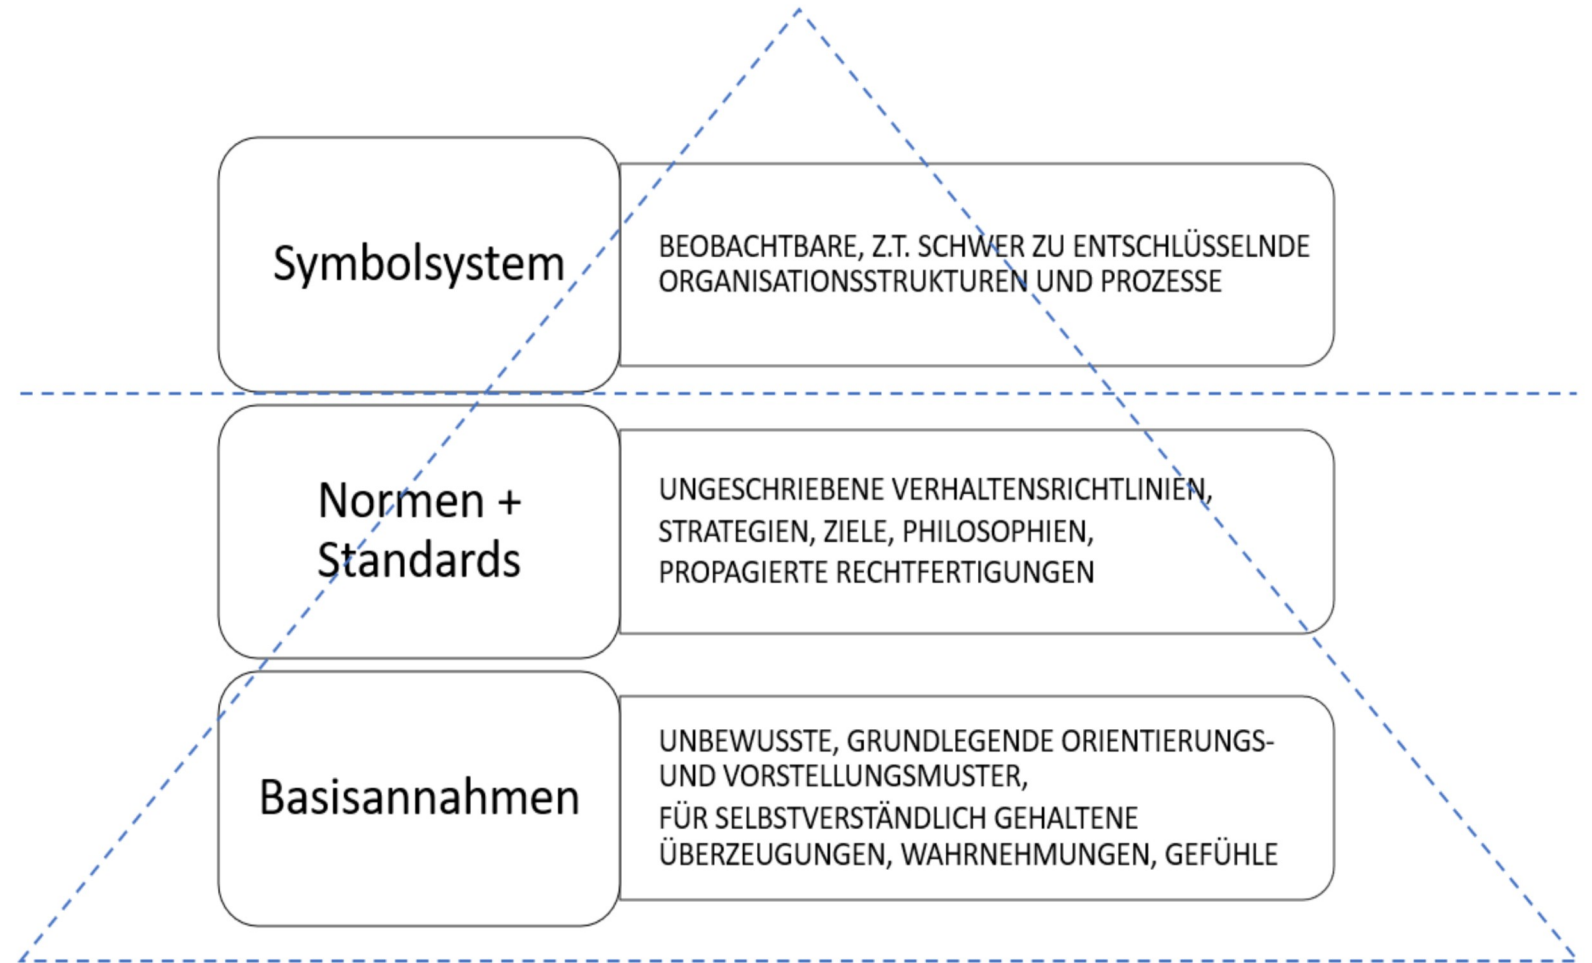 Symbolsystem
BEOBACHTBARE, Z.T. SCHWER ZU ENTSCHLÜSSELNDE
ORGANISATIONSSTRUKTUREN UND PROZESSE
Normen +
Standards
UNGESCHRIEBENE VERHALTENSRICHTLINIEN,
STRATEGIEN, ZIELE, PHILOSOPHIEN,
PROPAGIERTE RECHTFERTIGUNGEN
Basisannahmen
UNBEWUSSTE, GRUNDLEGENDE ORIENTIERUNGS-
UND VORSTELLUNGSMUSTER,
FÜR SELBSTVERSTÄNDLICH GEHALTENE
ÜBERZEUGUNGEN, WAHRNEHMUNGEN, GEFÜHLE